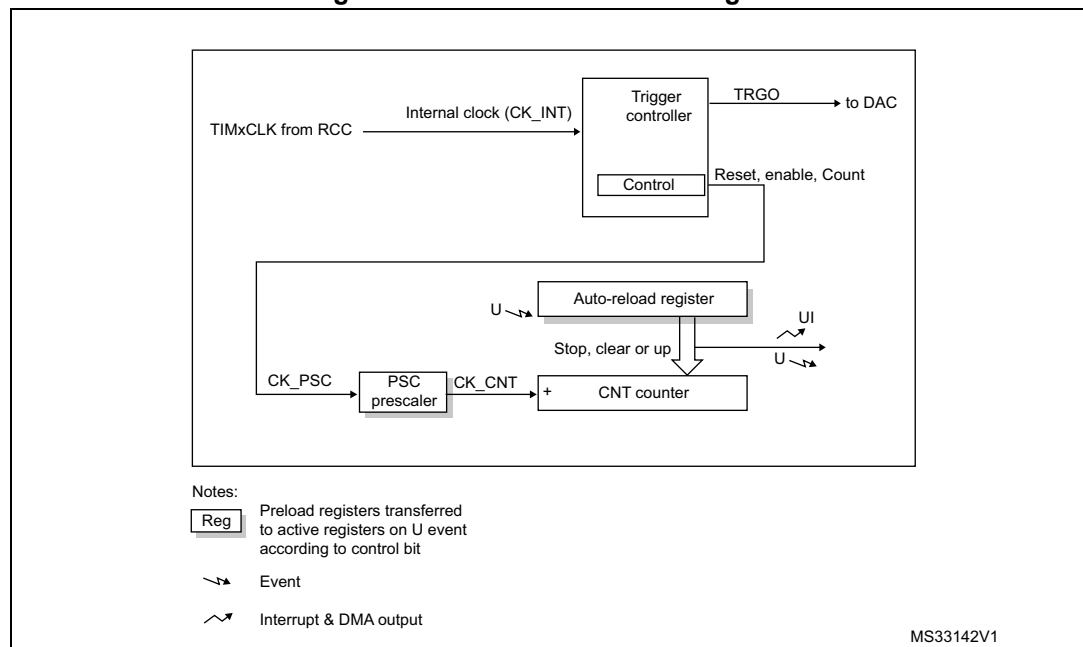 TIMxCLK from RCC
Internal clock (CK_INT)
Trigger
controller
TRGO
to DAC
Control
Reset, enable, Count
U
Auto-reload register
UI
Stop, clear or up
U
CK_PSC
PSC
prescaler
CK_CNT
+
CNT counter
Notes:
Reg
Preload registers transferred
to active registers on U event
according to control bit
Event
Interrupt & DMA output
MS33142V1